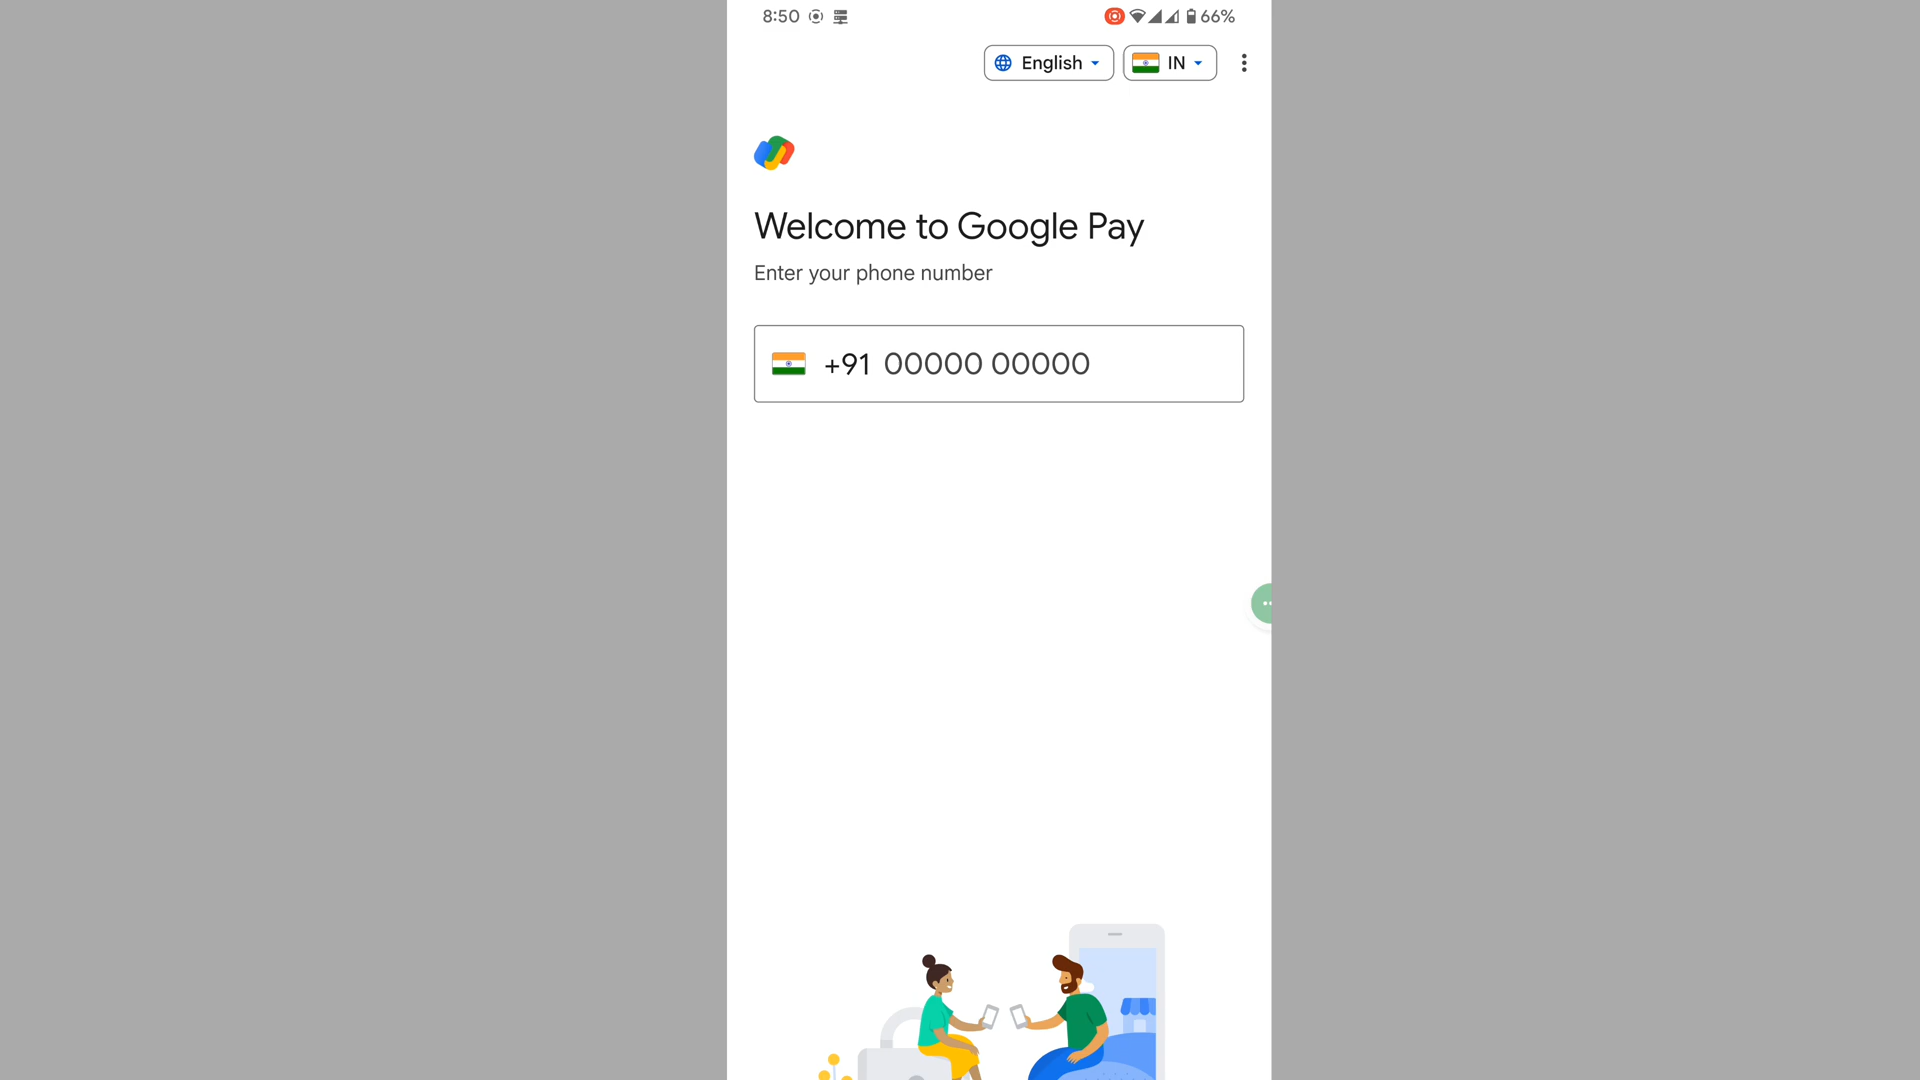 8:50 66%
English IN
Welcome to Google Pay
Enter your phone number
+91 00000 00000